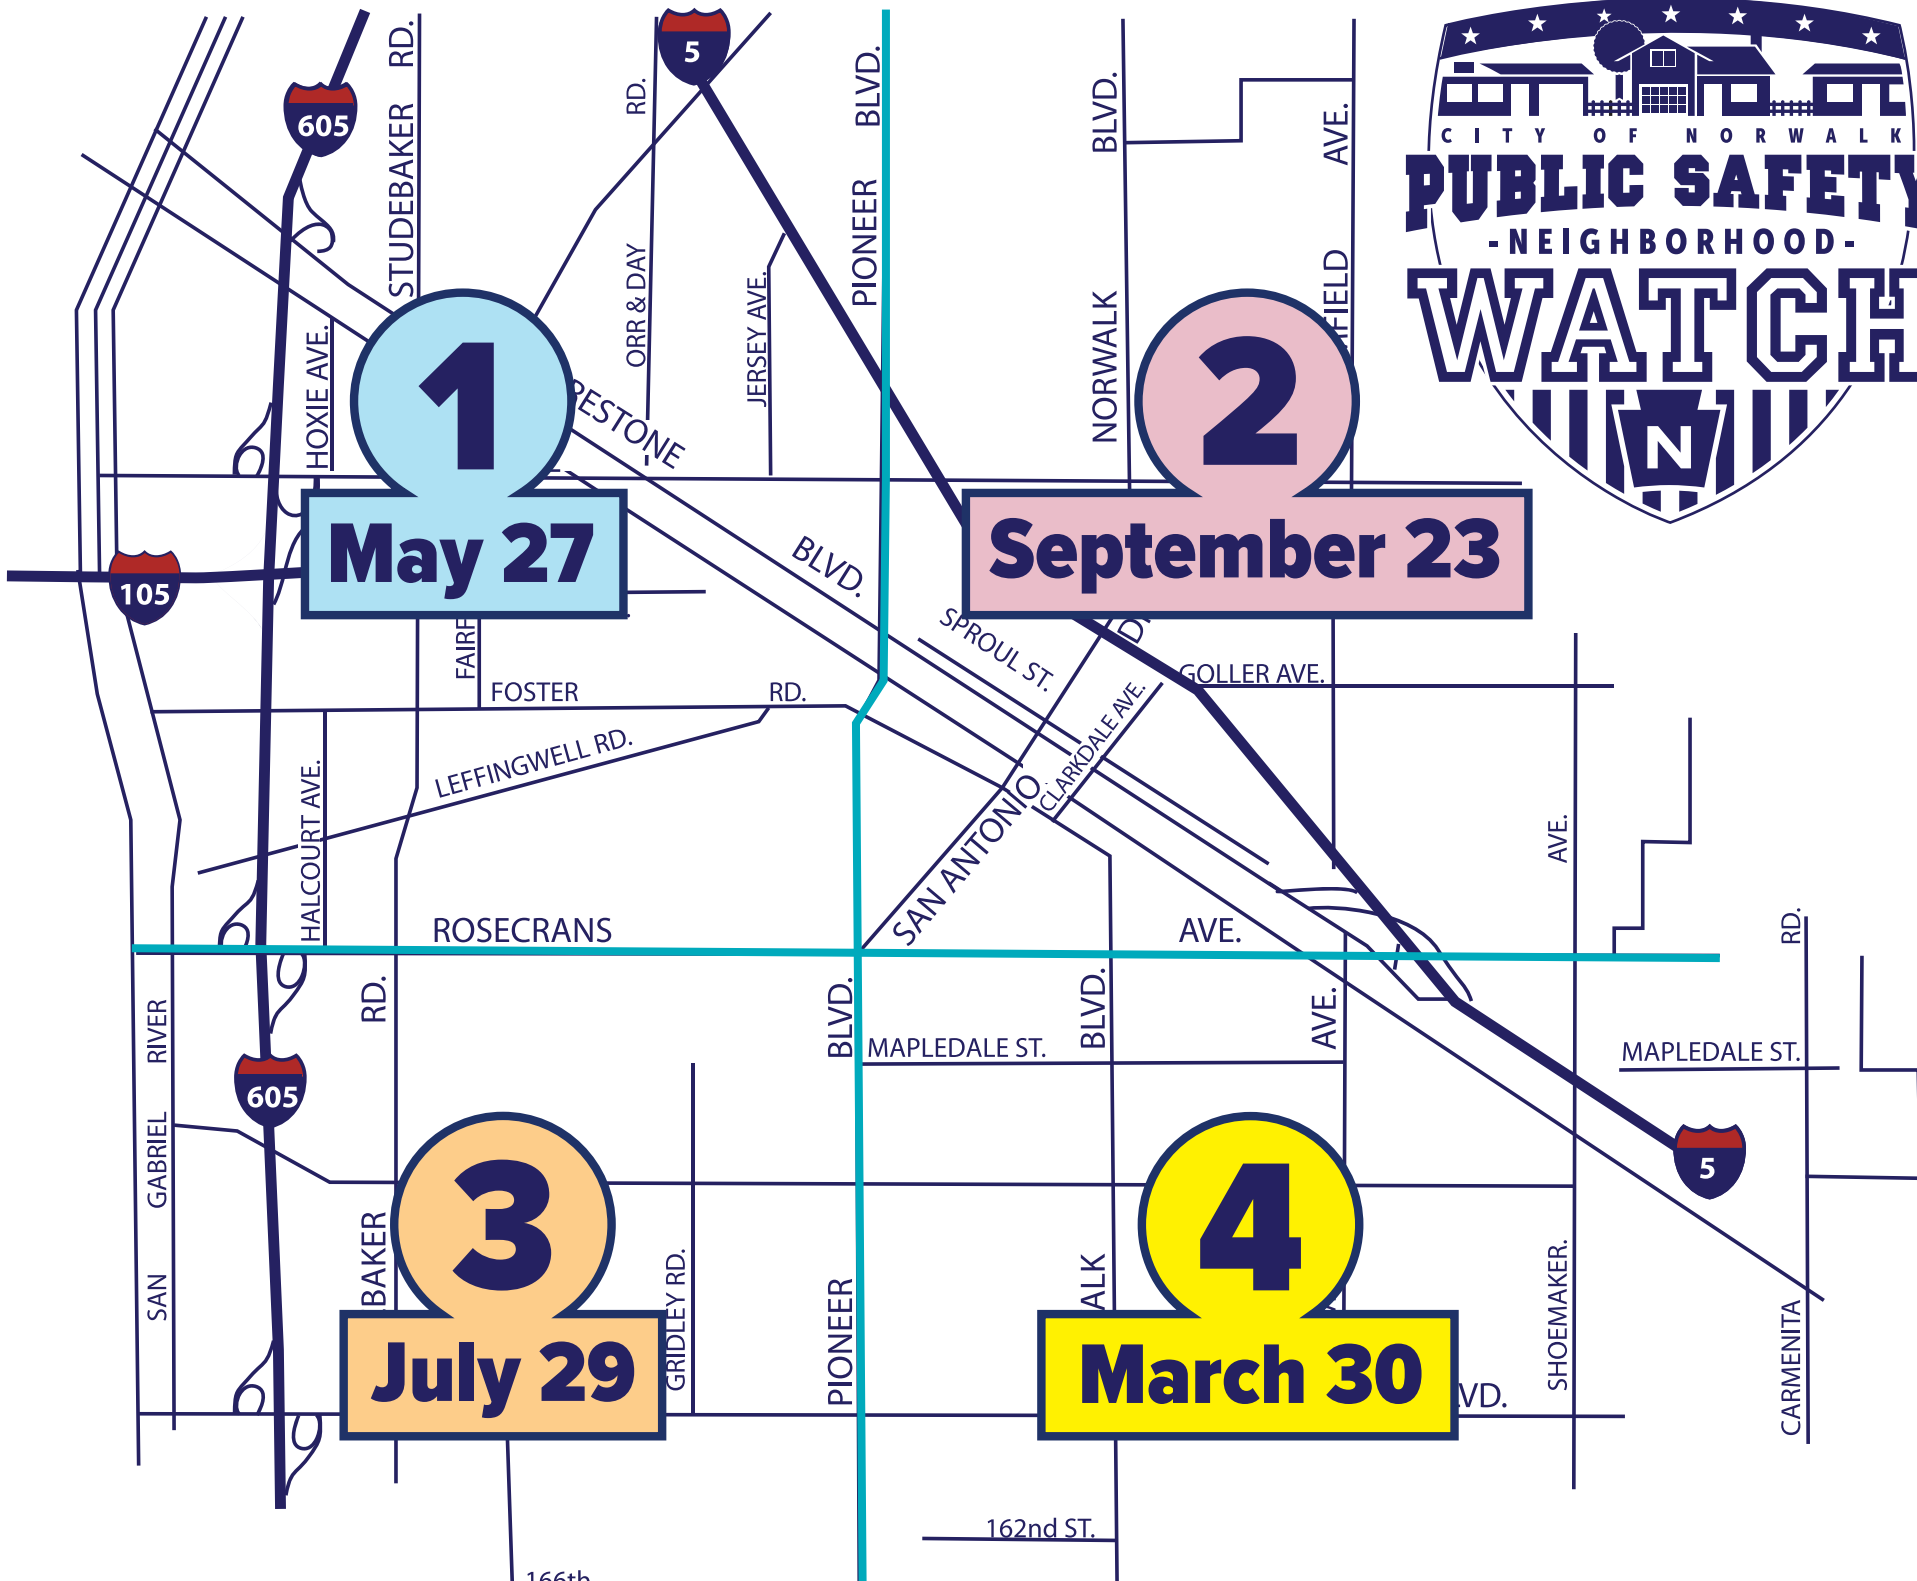 CITY OF NORWALK
PUBLIC SAFETY
-NEIGHBORHOOD-
WATCH
N
605
STUDEBAKER RD.
5
RD.
ORR & DAY
PIONEER BLVD.
NORWALK BLVD.
AVE.
FIELD
HOXIE AVE.
JERSEY AVE.
1
May 27
2
September 23
RESTONE
BLVD.
105
FAIRF
SPROUL ST.
GOLLER AVE.
CLARKDALE AVE.
FOSTER RD.
LEFFINGWELL RD.
HALCOURT AVE.
SAN ANTONIO
AVE.
ROSECRANS AVE.
RD.
RD.
BLVD.
BLVD.
AVE.
MAPLEDALE ST.
MAPLEDALE ST.
SAN GABRIEL RIVER
605
5
3
July 29
4
March 30
BAKER
GRIDLEY RD.
PIONEER
ALK
VD.
SHOEMAKER.
CARMENITA
162nd ST.
166th